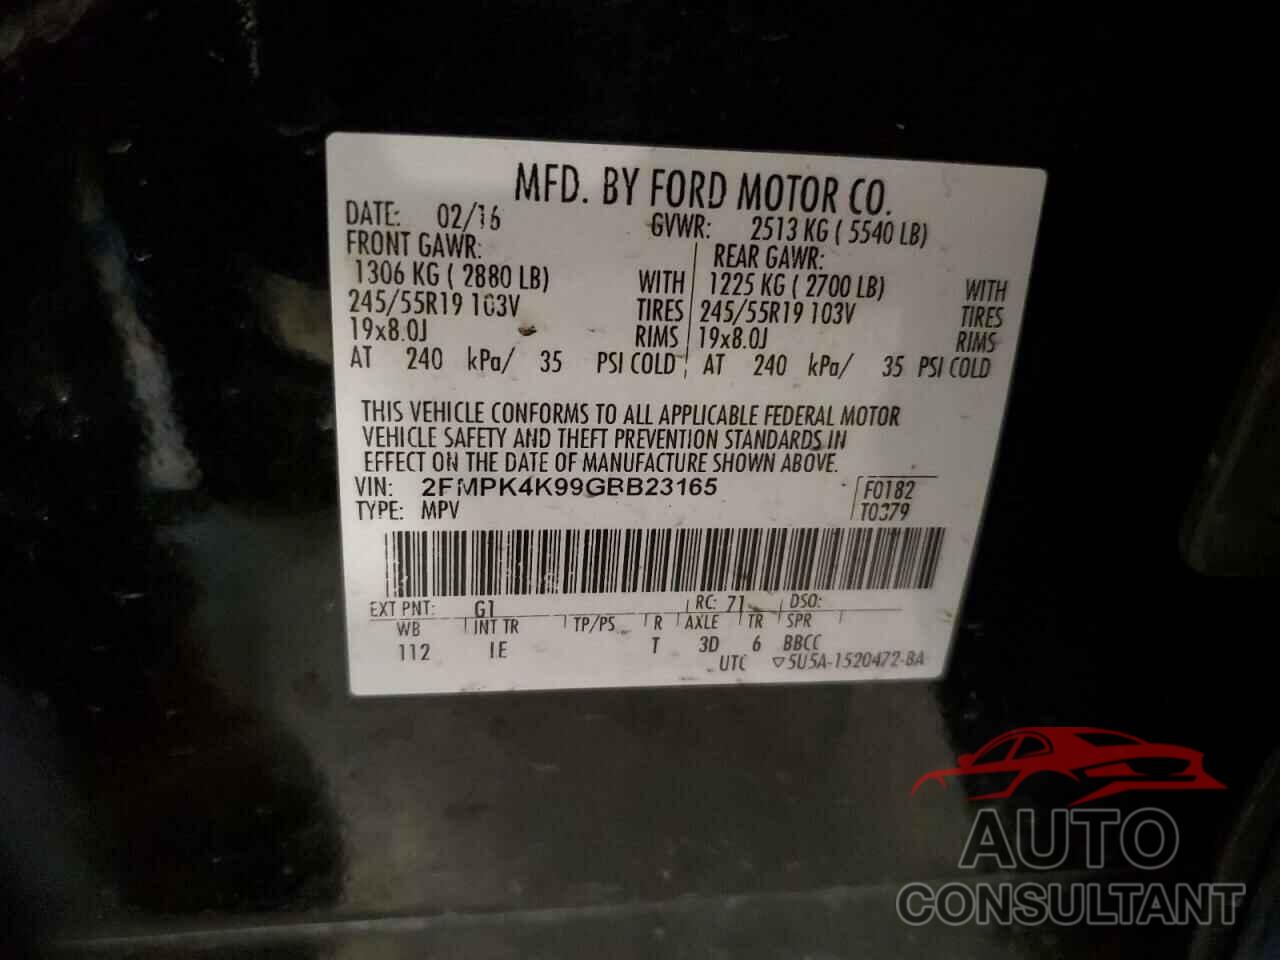 MFD. BY FORD MOTOR CO.
DATE: 02/16 GVWR: 2513 KG ( 5540 LB)
FRONT GAWR: REAR GAWR:
1306 KG ( 2880 LB) WITH 1225 KG ( 2700 LB) WITH
245/55R19 103V TIRES 245/55R19 103V TIRES
19x8.0J RIMS 19x8.0J RIMS
AT 240 kPa/ 35 PSI COLD AT 240 kPa/ 35 PSI COLD
THIS VEHICLE CONFORMS TO ALL APPLICABLE FEDERAL MOTOR
VEHICLE SAFETY AND THEFT PREVENTION STANDARDS IN
EFFECT ON THE DATE OF MANUFACTURE SHOWN ABOVE.
VIN: 2FMPK4K99GBB23165 F0182
TYPE: MPV T0379
EXT PNT: G1 RC: 71 DSO:
WB INT TR TP/PS R AXLE TR SPR
112 IE T 3D 6 BBCC
UTC ▽5U5A-1520472-BA
AUTO
CONSULTANT